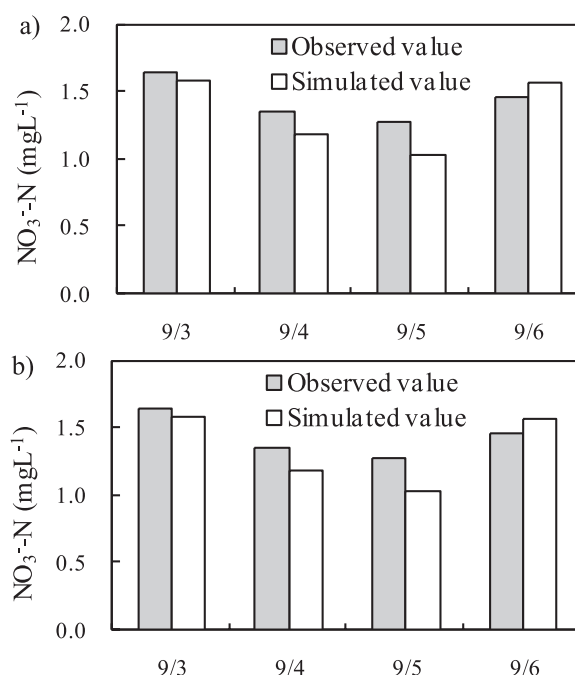 a)
2.0
1.5
1.0
0.5
0.0
NO₃⁻-N (mgL⁻¹)
Observed value
Simulated value
9/3 9/4 9/5 9/6
b)
2.0
1.5
1.0
0.5
0.0
NO₃⁻-N (mgL⁻¹)
Observed value
Simulated value
9/3 9/4 9/5 9/6